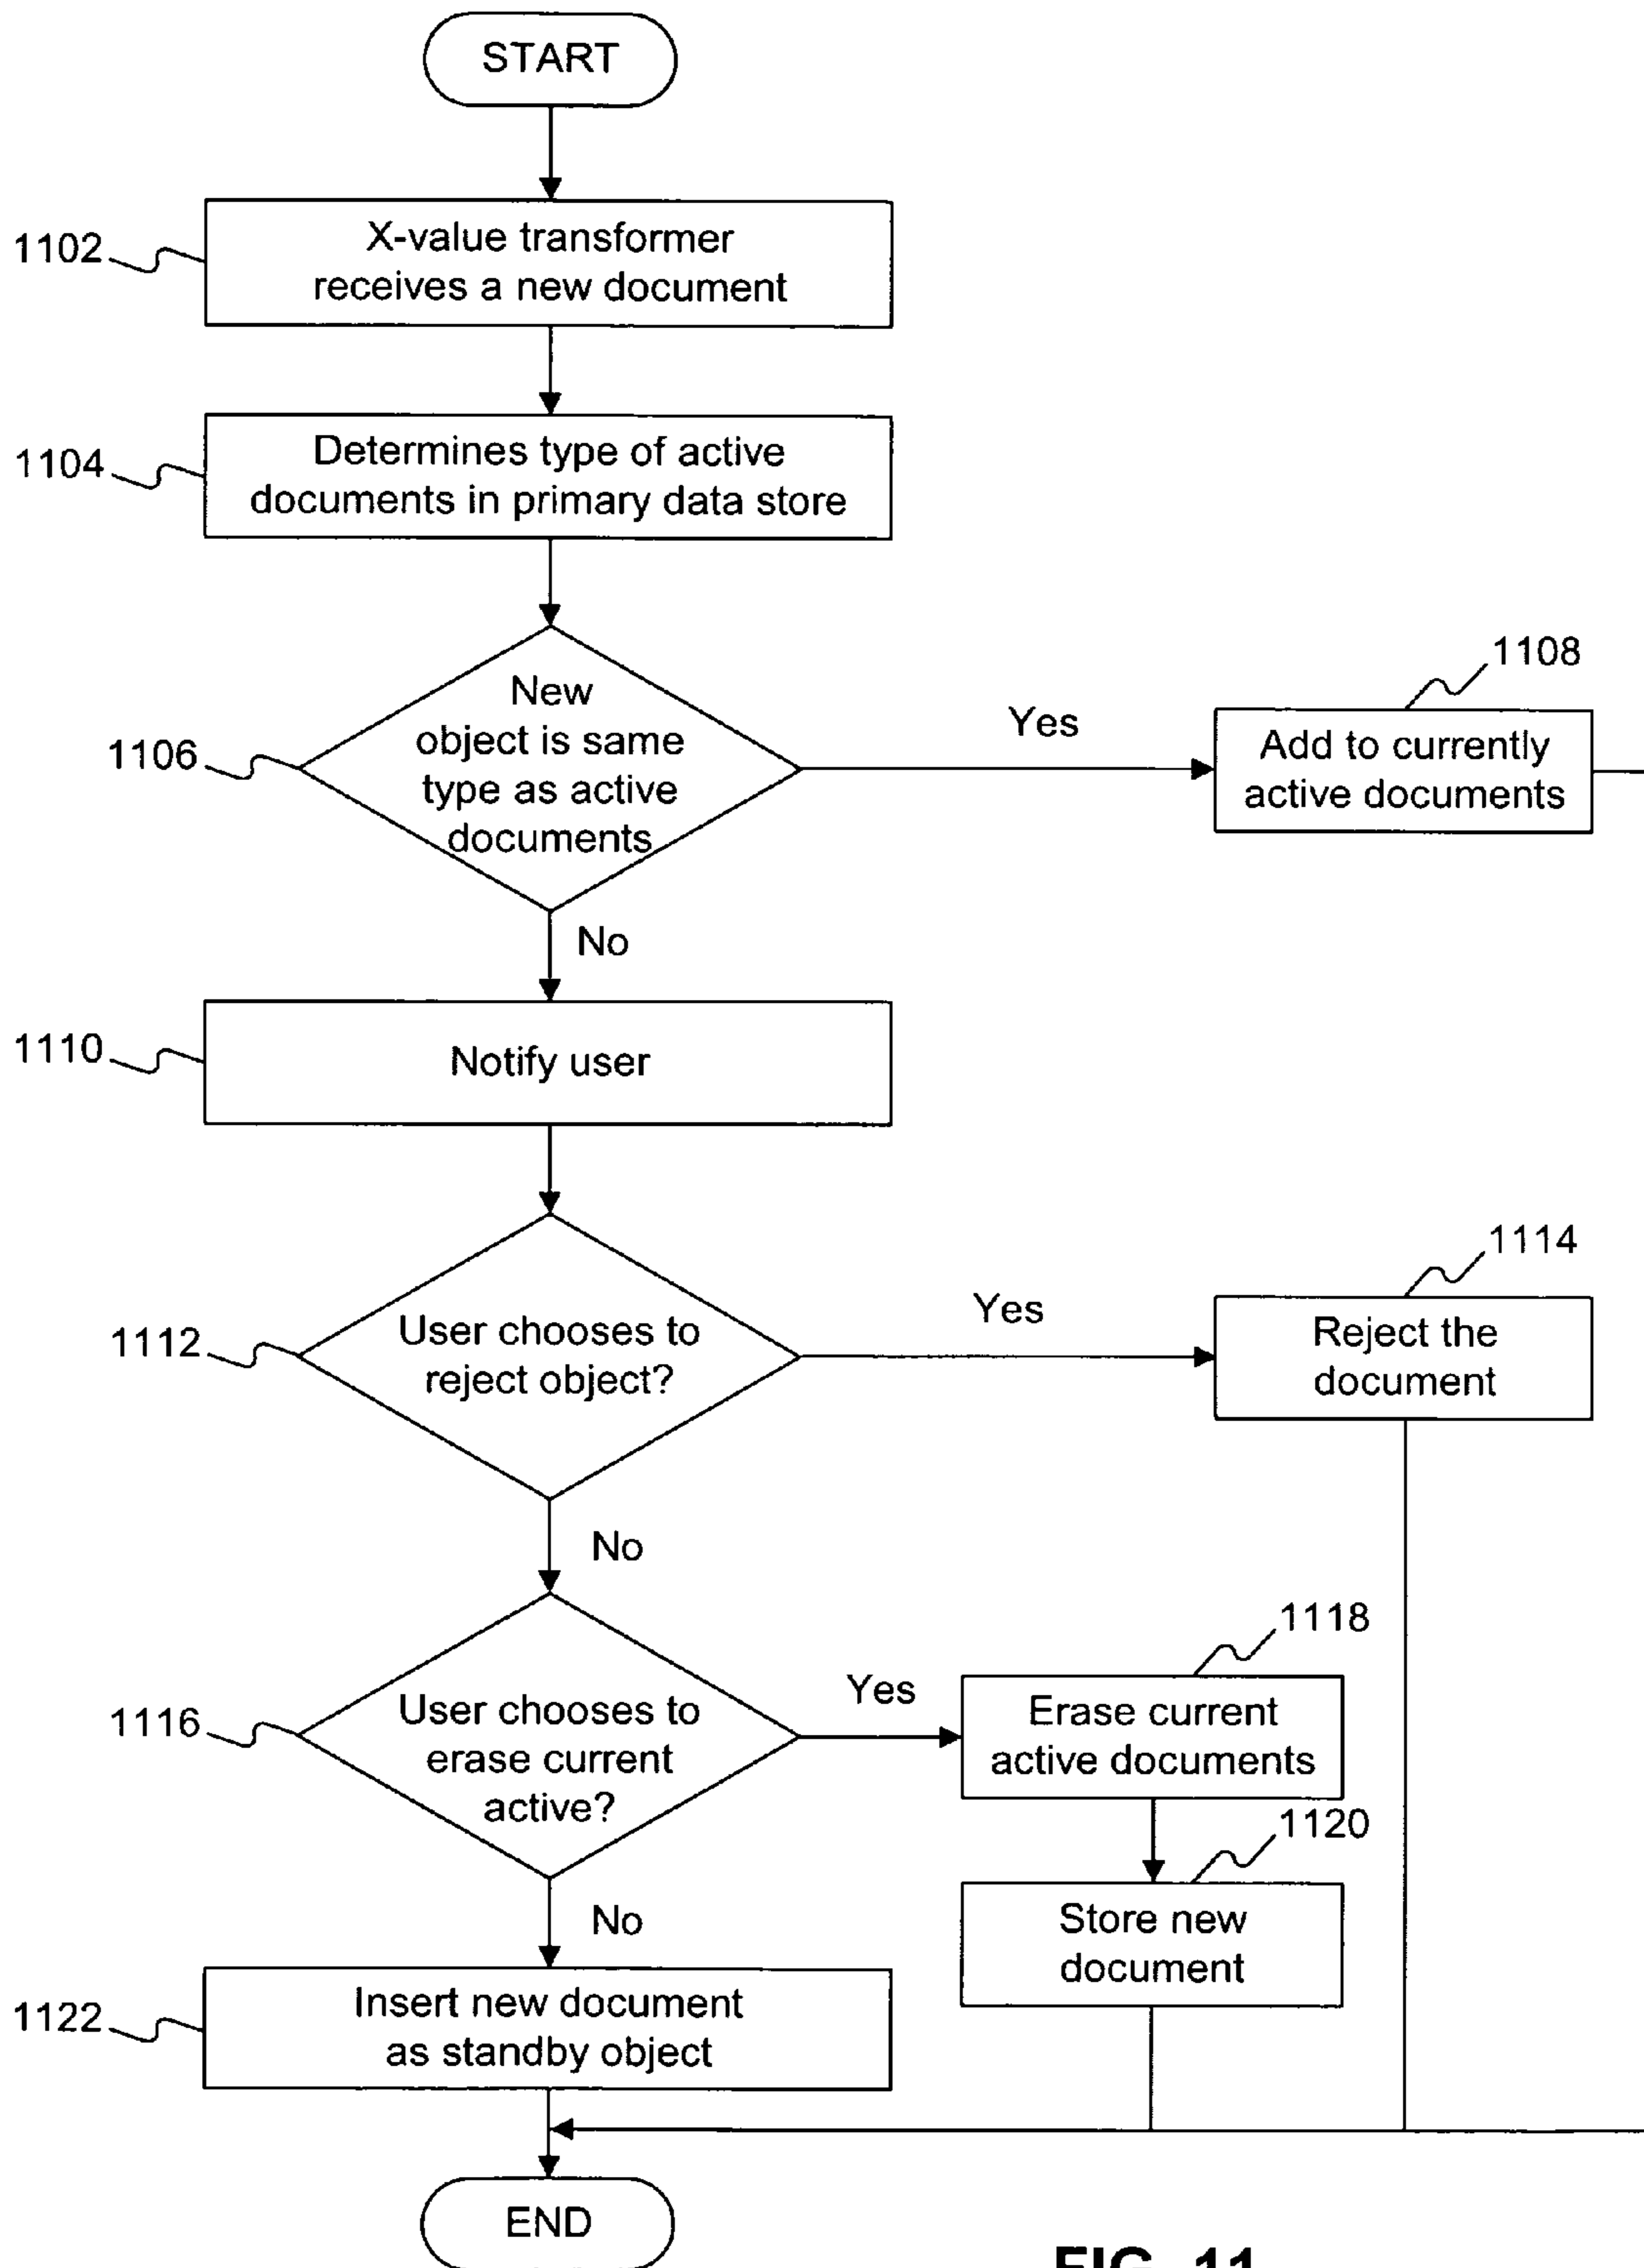 START
1102
X-value transformer
receives a new document
1104
Determines type of active
documents in primary data store
1106
New
object is same
type as active
documents
Yes
1108
Add to currently
active documents
No
1110
Notify user
1112
User chooses to
reject object?
Yes
1114
Reject the
document
No
1116
User chooses to
erase current
active?
Yes
1118
Erase current
active documents
1120
Store new
document
No
1122
Insert new document
as standby object
END
FIG. 11